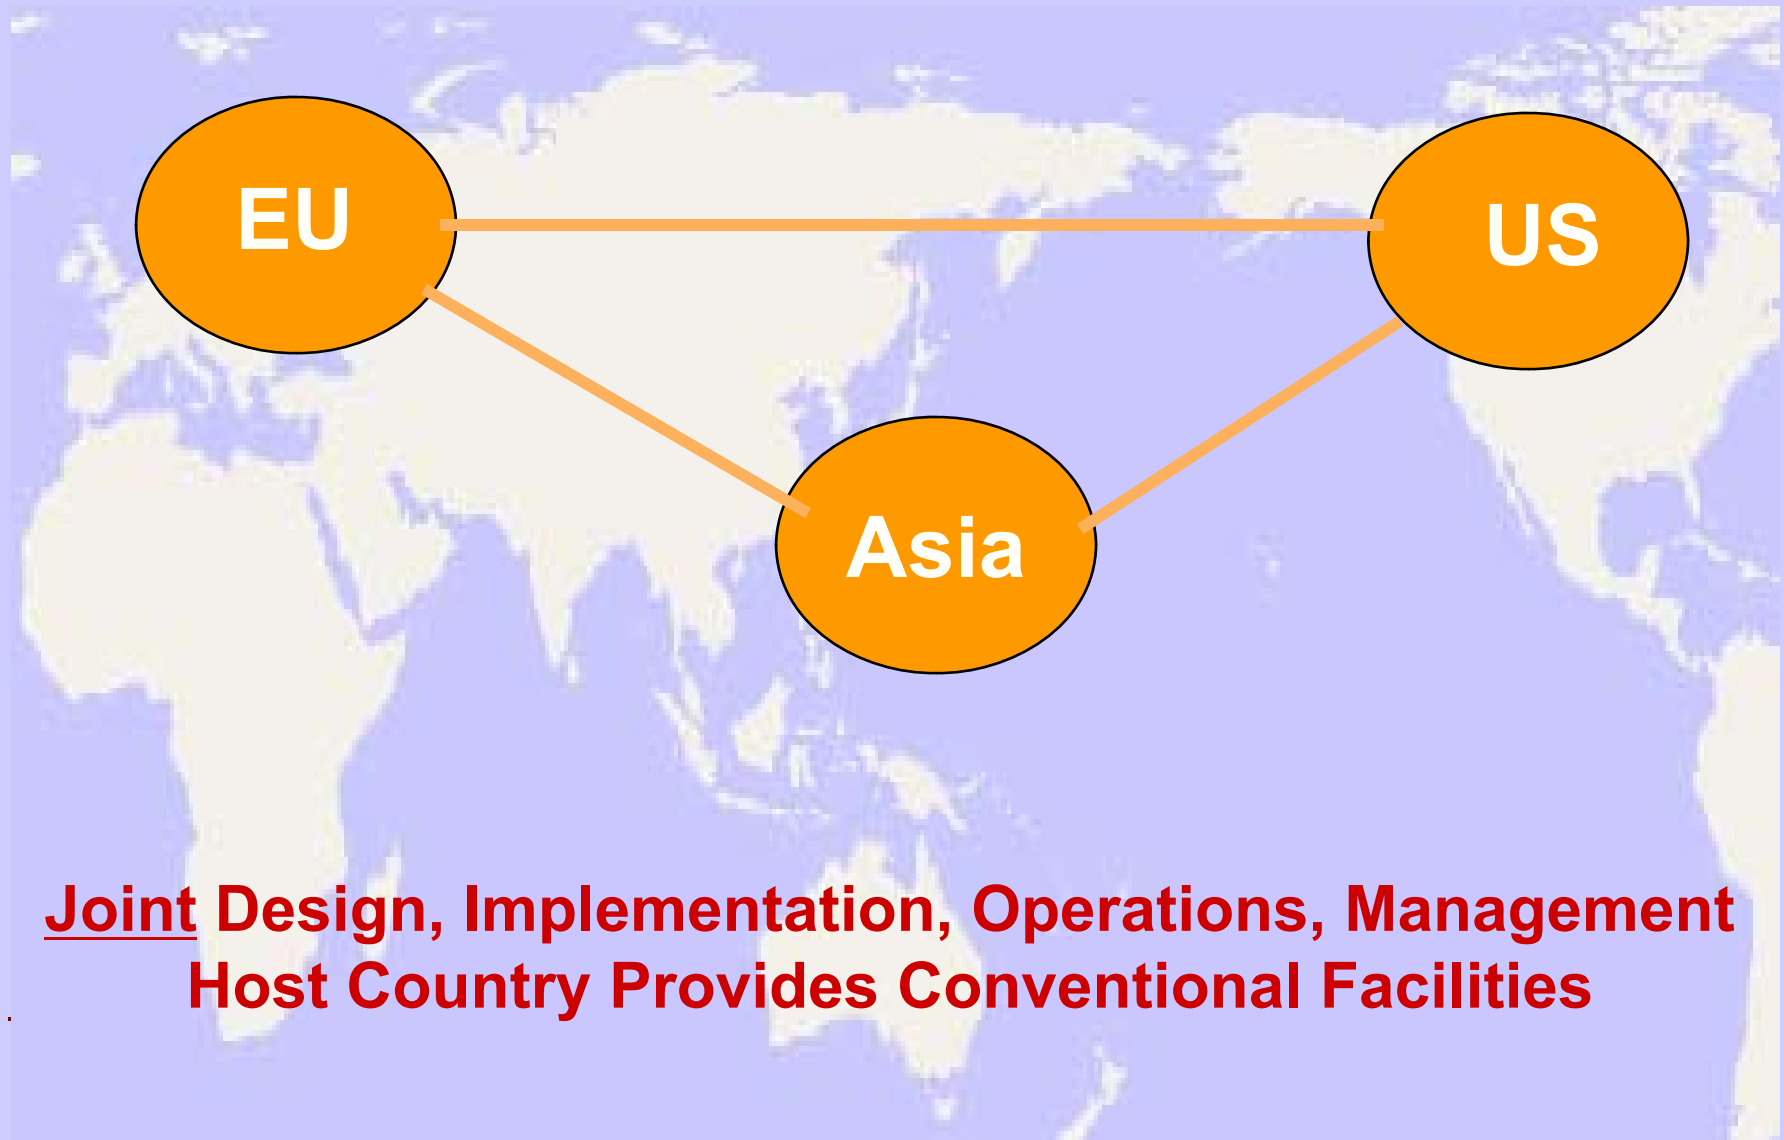 EU
US
Asia
Joint Design, Implementation, Operations, Management
Host Country Provides Conventional Facilities